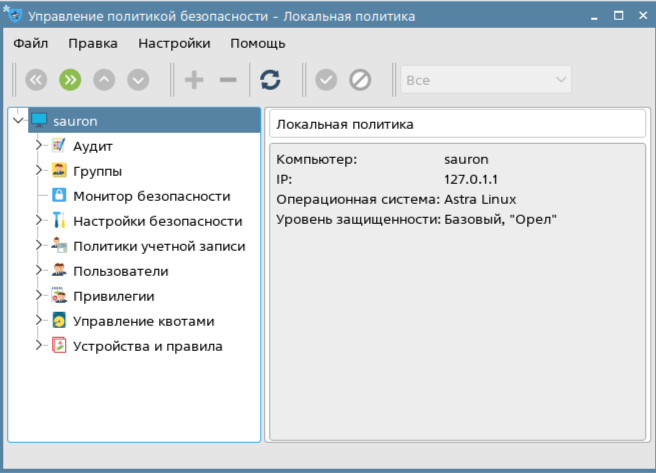 Управление политикой безопасности – Локальная политика
Файл Правка Настройки Помощь
Все
sauron
Аудит
Группы
Монитор безопасности
Настройки безопасности
Политики учетной записи
Пользователи
Привилегии
Управление квотами
Устройства и правила
Локальная политика
Компьютер: sauron
IP: 127.0.1.1
Операционная система: Astra Linux
Уровень защищенности: Базовый, "Орел"